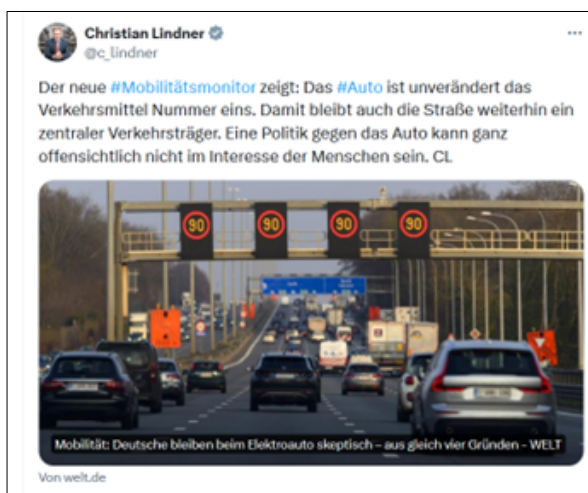 Christian Lindner
@c_lindner
Der neue #Mobilitätsmonitor zeigt: Das #Auto ist unverändert das
Verkehrsmittel Nummer eins. Damit bleibt auch die Straße weiterhin ein
zentraler Verkehrsträger. Eine Politik gegen das Auto kann ganz
offensichtlich nicht im Interesse der Menschen sein. CL
90 90 90 90
Mobilität: Deutsche bleiben beim Elektroauto skeptisch – aus gleich vier Gründen - WELT
Von welt.de